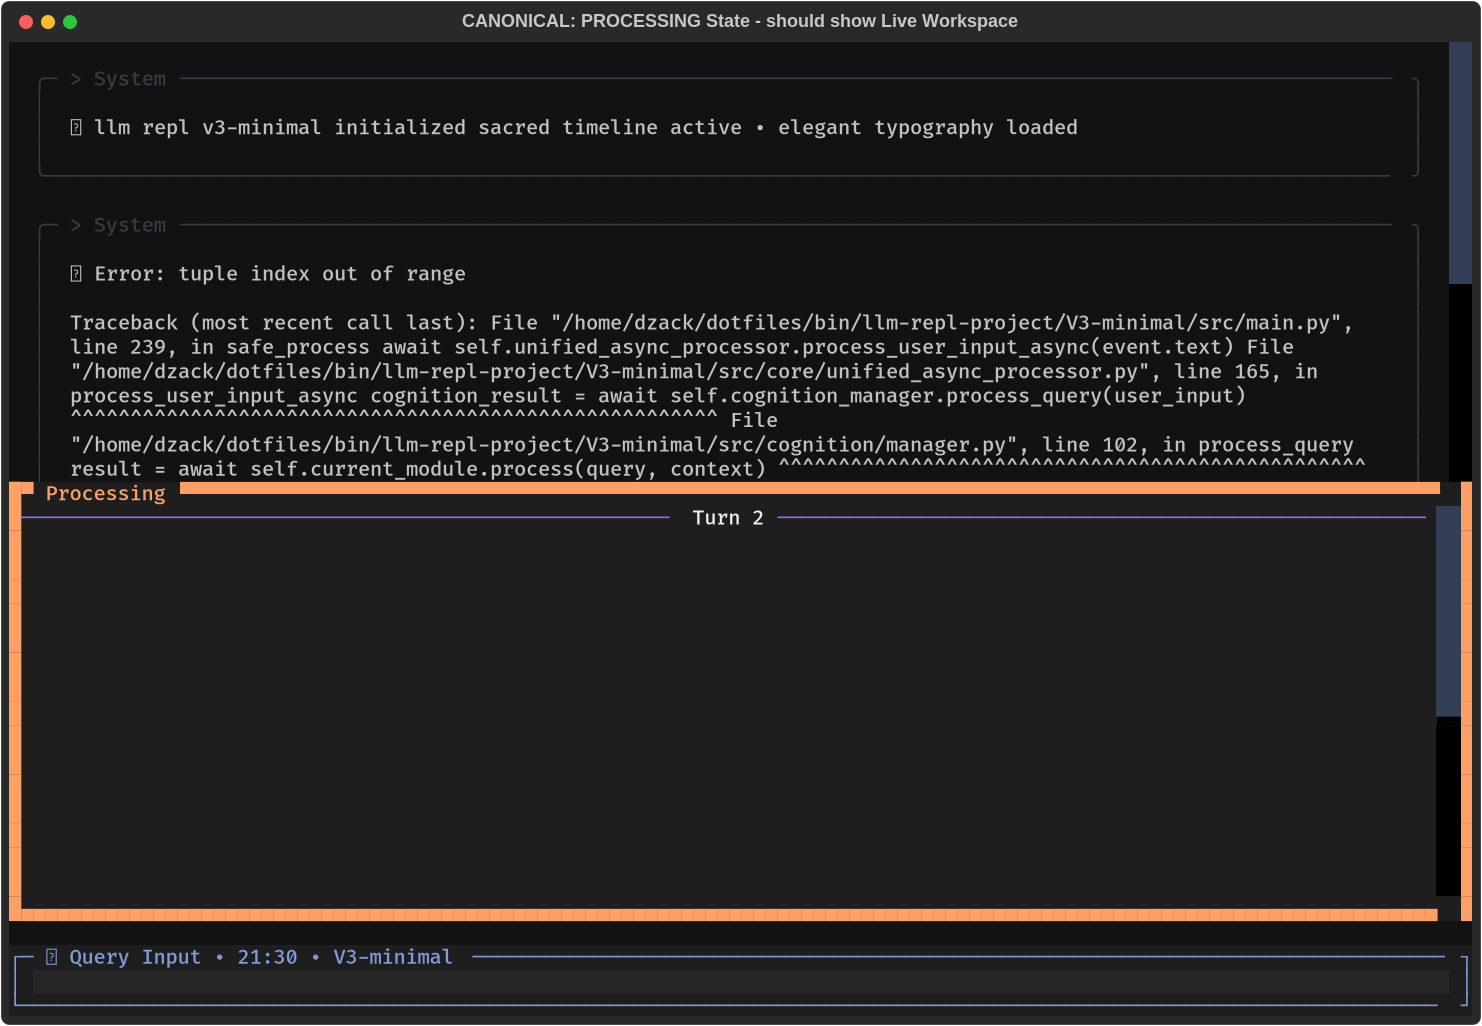 CANONICAL: PROCESSING State - should show Live Workspace
> System
llm repl v3-minimal initialized sacred timeline active • elegant typography loaded
> System
Error: tuple index out of range
Traceback (most recent call last): File "/home/dzack/dotfiles/bin/llm-repl-project/V3-minimal/src/main.py",
line 239, in safe_process await self.unified_async_processor.process_user_input_async(event.text) File
"/home/dzack/dotfiles/bin/llm-repl-project/V3-minimal/src/core/unified_async_processor.py", line 165, in
process_user_input_async cognition_result = await self.cognition_manager.process_query(user_input)
^^^^^^^^^^^^^^^^^^^^^^^^^^^^^^^^^^^^^^^^^^^^^^^^^^^^^^ File
"/home/dzack/dotfiles/bin/llm-repl-project/V3-minimal/src/cognition/manager.py", line 102, in process_query
result = await self.current_module.process(query, context) ^^^^^^^^^^^^^^^^^^^^^^^^^^^^^^^^^^^^^^^^^^^^^^^^^
Processing
Turn 2
Query Input • 21:30 • V3-minimal